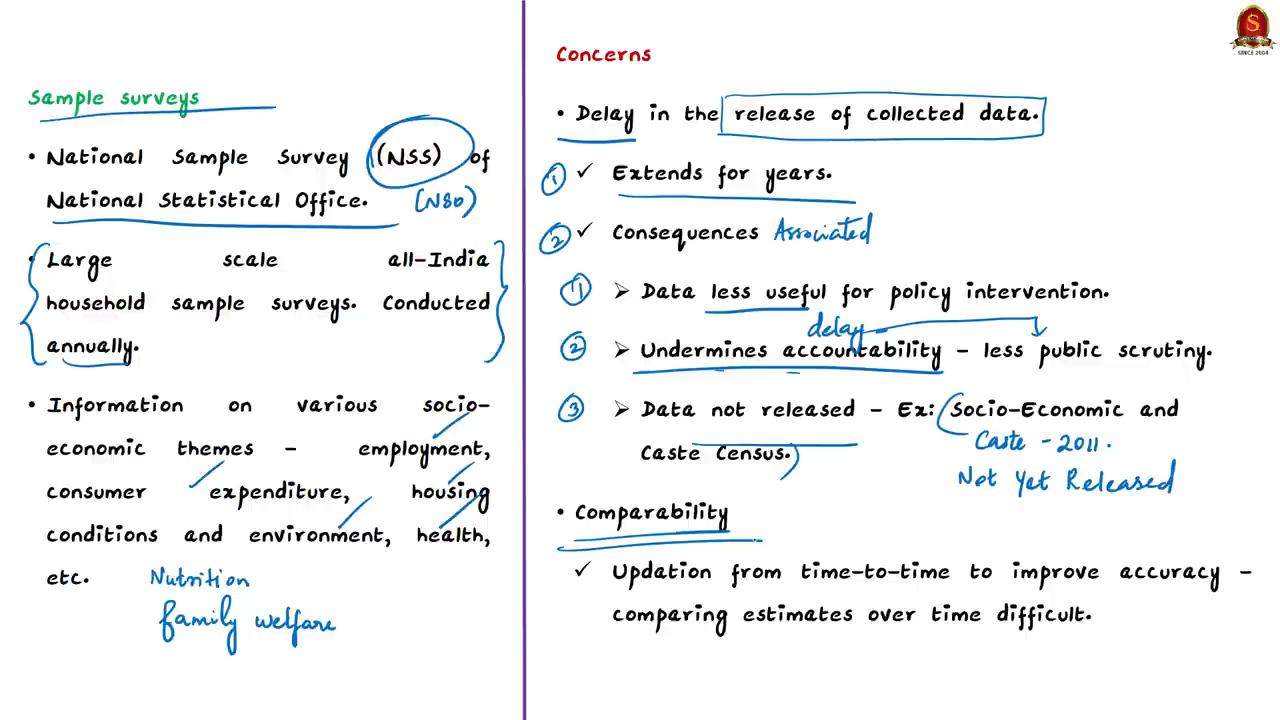 Sample surveys
• National Sample Survey (NSS) of
National Statistical Office. (NSO)
• Large scale all-India
household sample surveys. Conducted
annually.
• Information on various socio-
economic themes - employment,
consumer expenditure, housing
conditions and environment, health,
etc. Nutrition
family welfare
Concerns
• Delay in the release of collected data.
① ✓ Extends for years.
② ✓ Consequences Associated
① ➢ Data less useful for policy intervention.
delay
② ➢ Undermines accountability - less public scrutiny.
③ ➢ Data not released - Ex: (Socio-Economic and
Caste Census.) Caste - 2011.
Not Yet Released
• Comparability
✓ Updation from time-to-time to improve accuracy -
comparing estimates over time difficult.
S
SINCE 2004